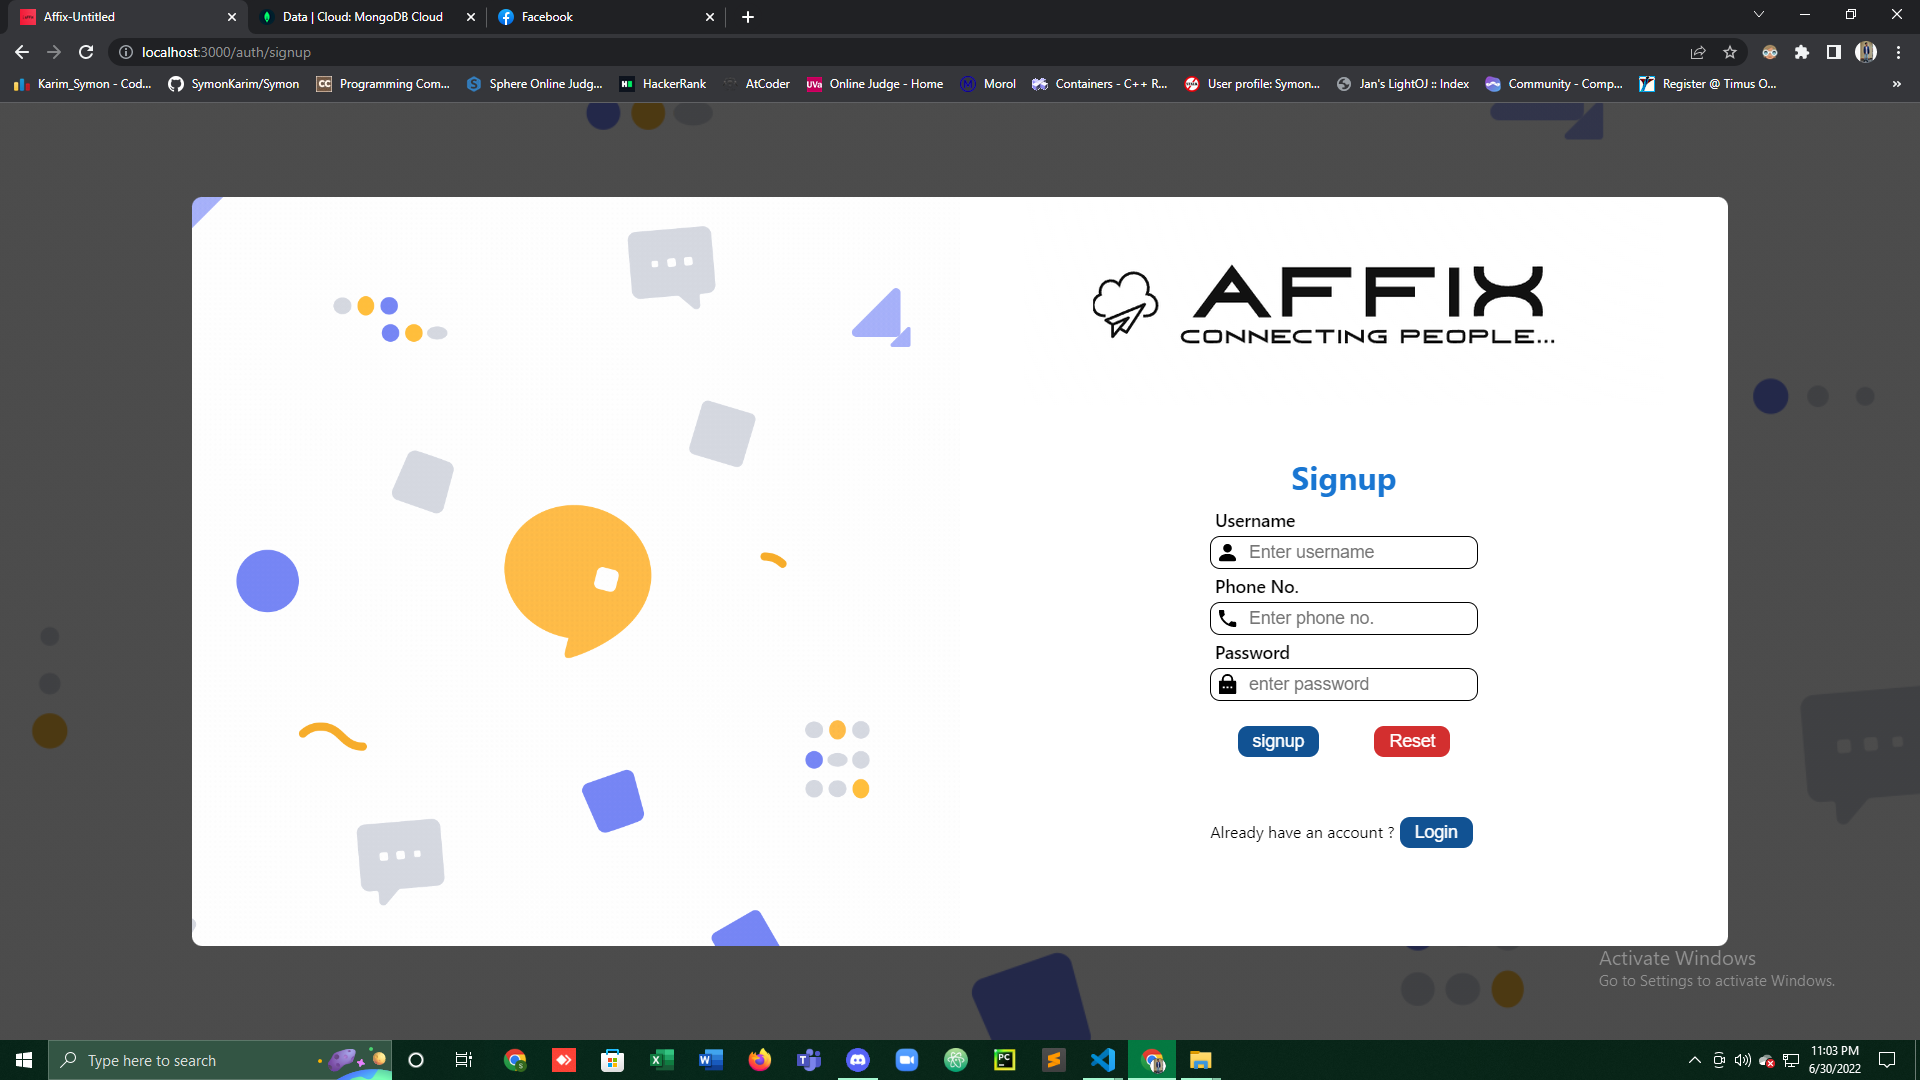 Affix-Untitled
Data | Cloud: MongoDB Cloud
Facebook
localhost:3000/auth/signup
Karim_Symon - Cod...
SymonKarim/Symon
Programming Com...
Sphere Online Judg...
HackerRank
AtCoder
Online Judge - Home
Morol
Containers - C++ R...
User profile: Symon...
Jan's LightOJ :: Index
Community - Comp...
Register @ Timus O...
»
AFFIX
CONNECTING PEOPLE...
Signup
Username
Enter username
Phone No.
Enter phone no.
Password
enter password
signup
Reset
Already have an account ?
Login
Activate Windows
Go to Settings to activate Windows.
Type here to search
11:03 PM
6/30/2022